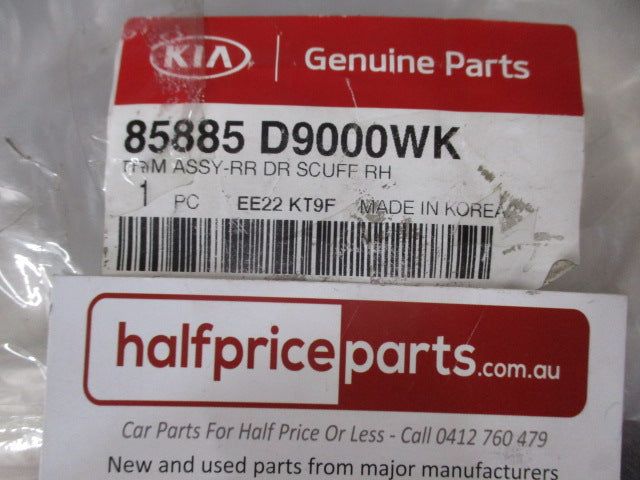 KIA Genuine Parts
85885 D9000WK
TRIM ASSY-RR DR SCUFF RH
1 PC EE22 KT9F MADE IN KOREA
halfpriceparts.com.au
Car Parts For Half Price Or Less - Call 0412 760 479
New and used parts from major manufacturers